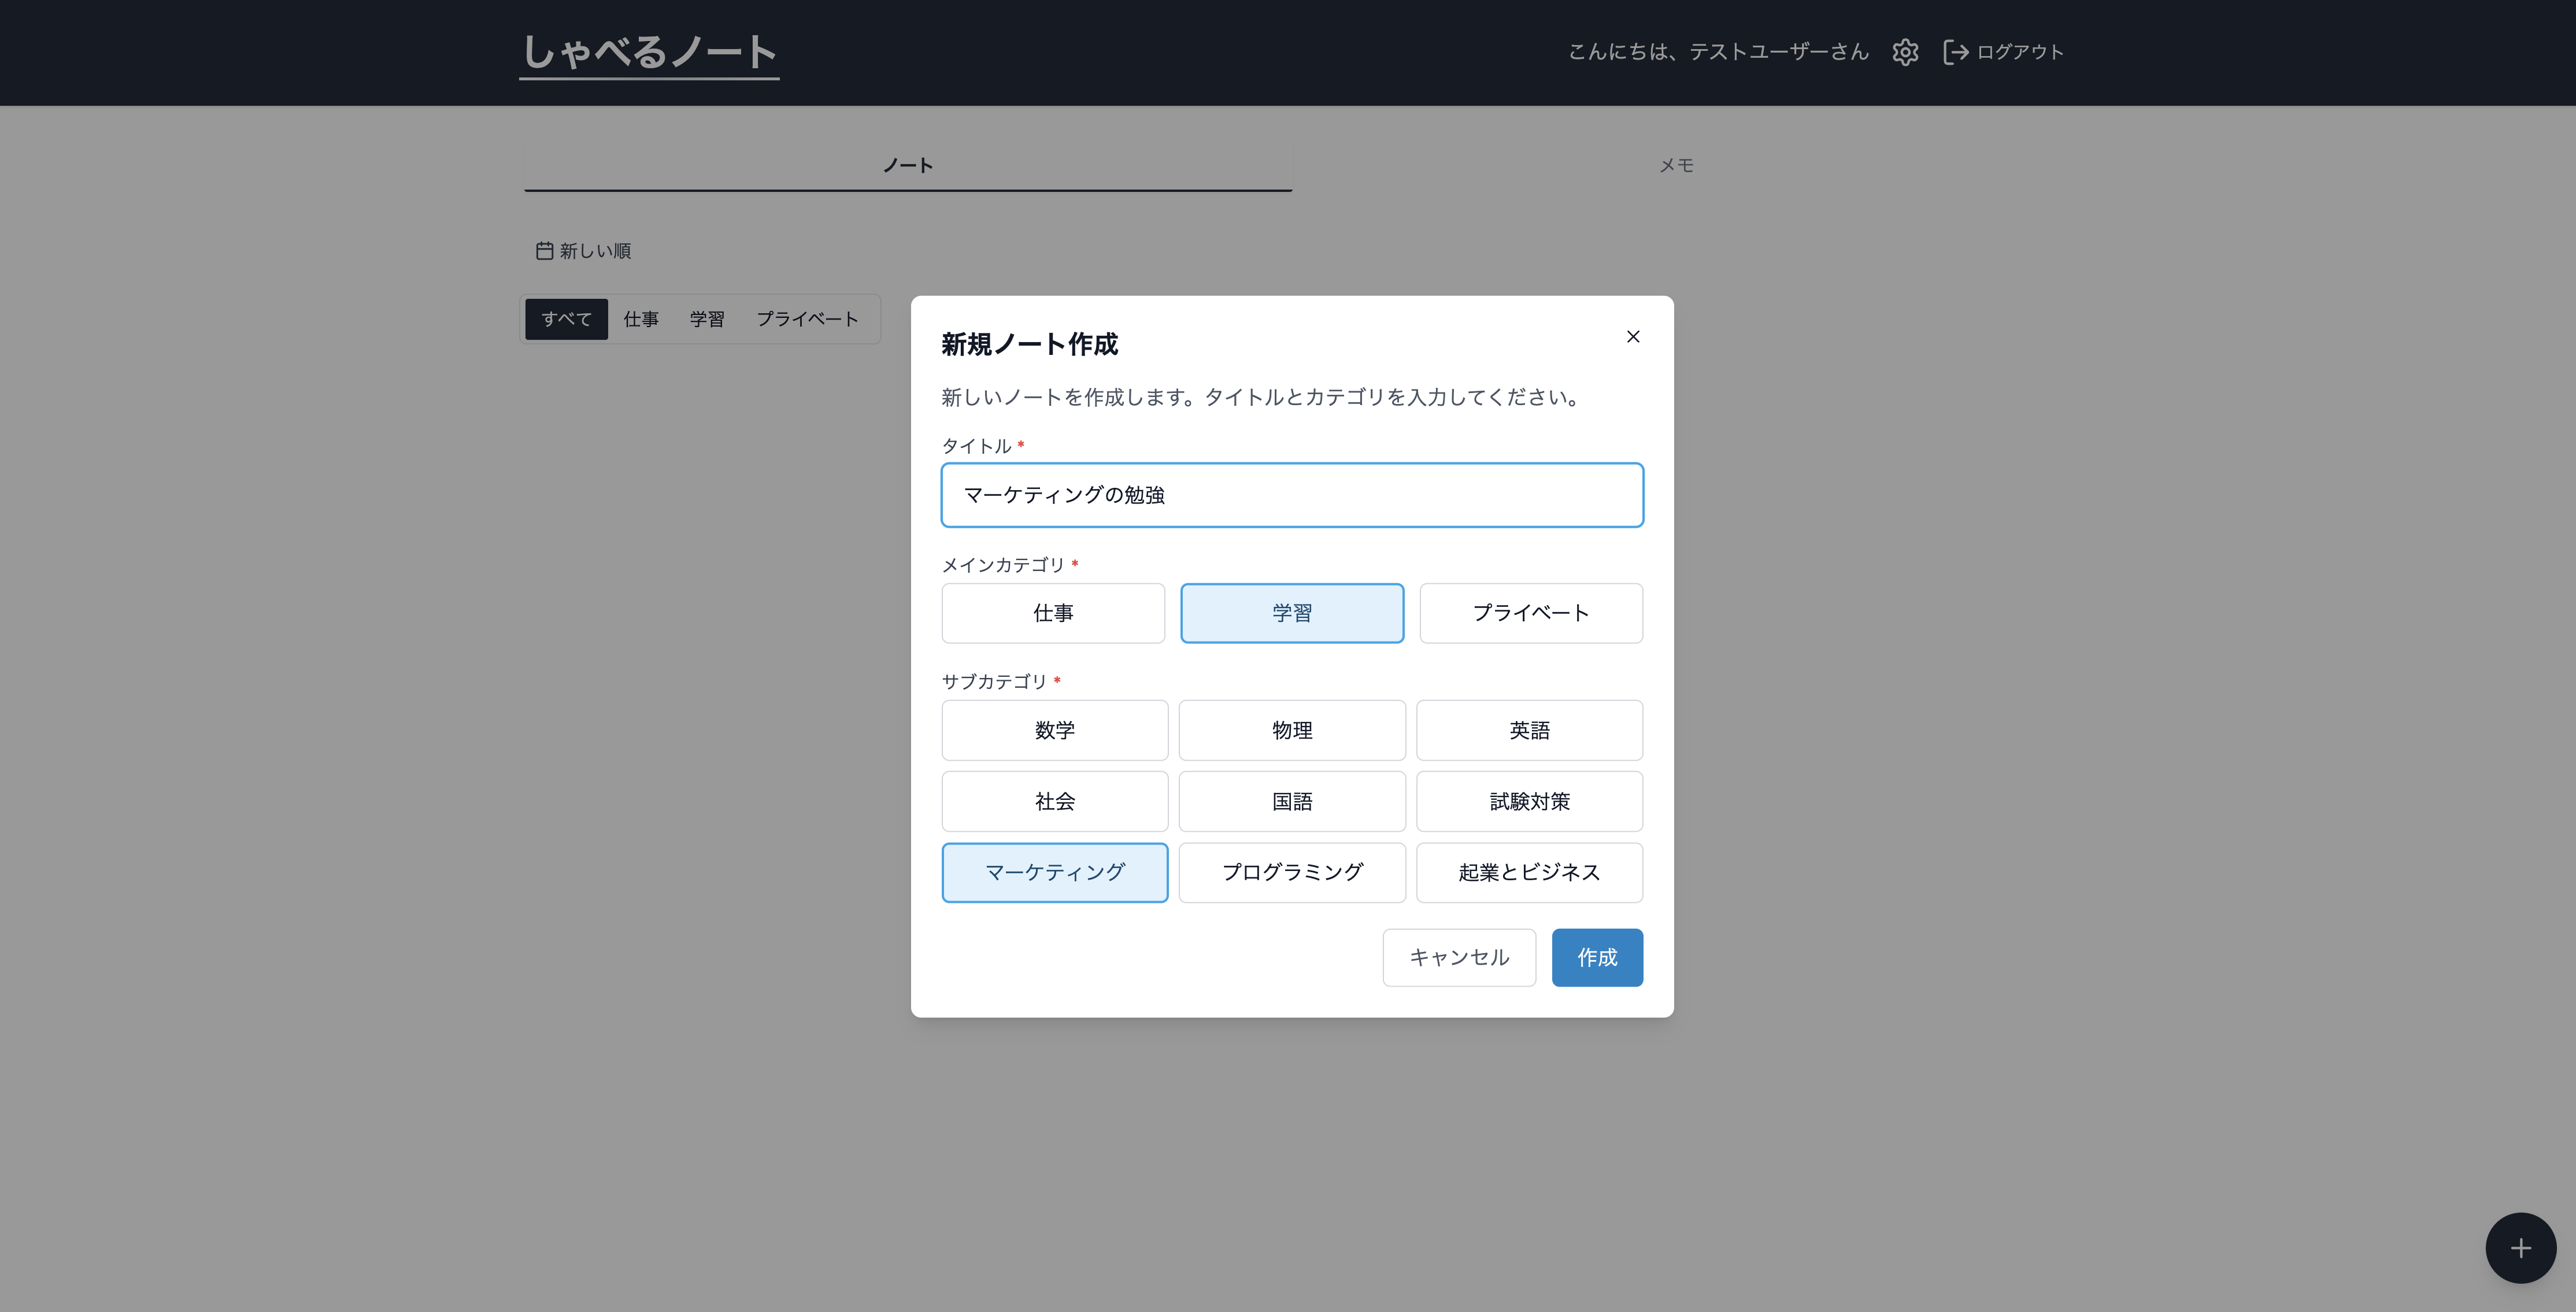 しゃべるノート
こんにちは、テストユーザーさん ログアウト
ノート メモ
新しい順
すべて 仕事 学習 プライベート
新規ノート作成
新しいノートを作成します。タイトルとカテゴリを入力してください。
タイトル *
マーケティングの勉強
メインカテゴリ *
仕事 学習 プライベート
サブカテゴリ *
数学 物理 英語
社会 国語 試験対策
マーケティング プログラミング 起業とビジネス
キャンセル 作成